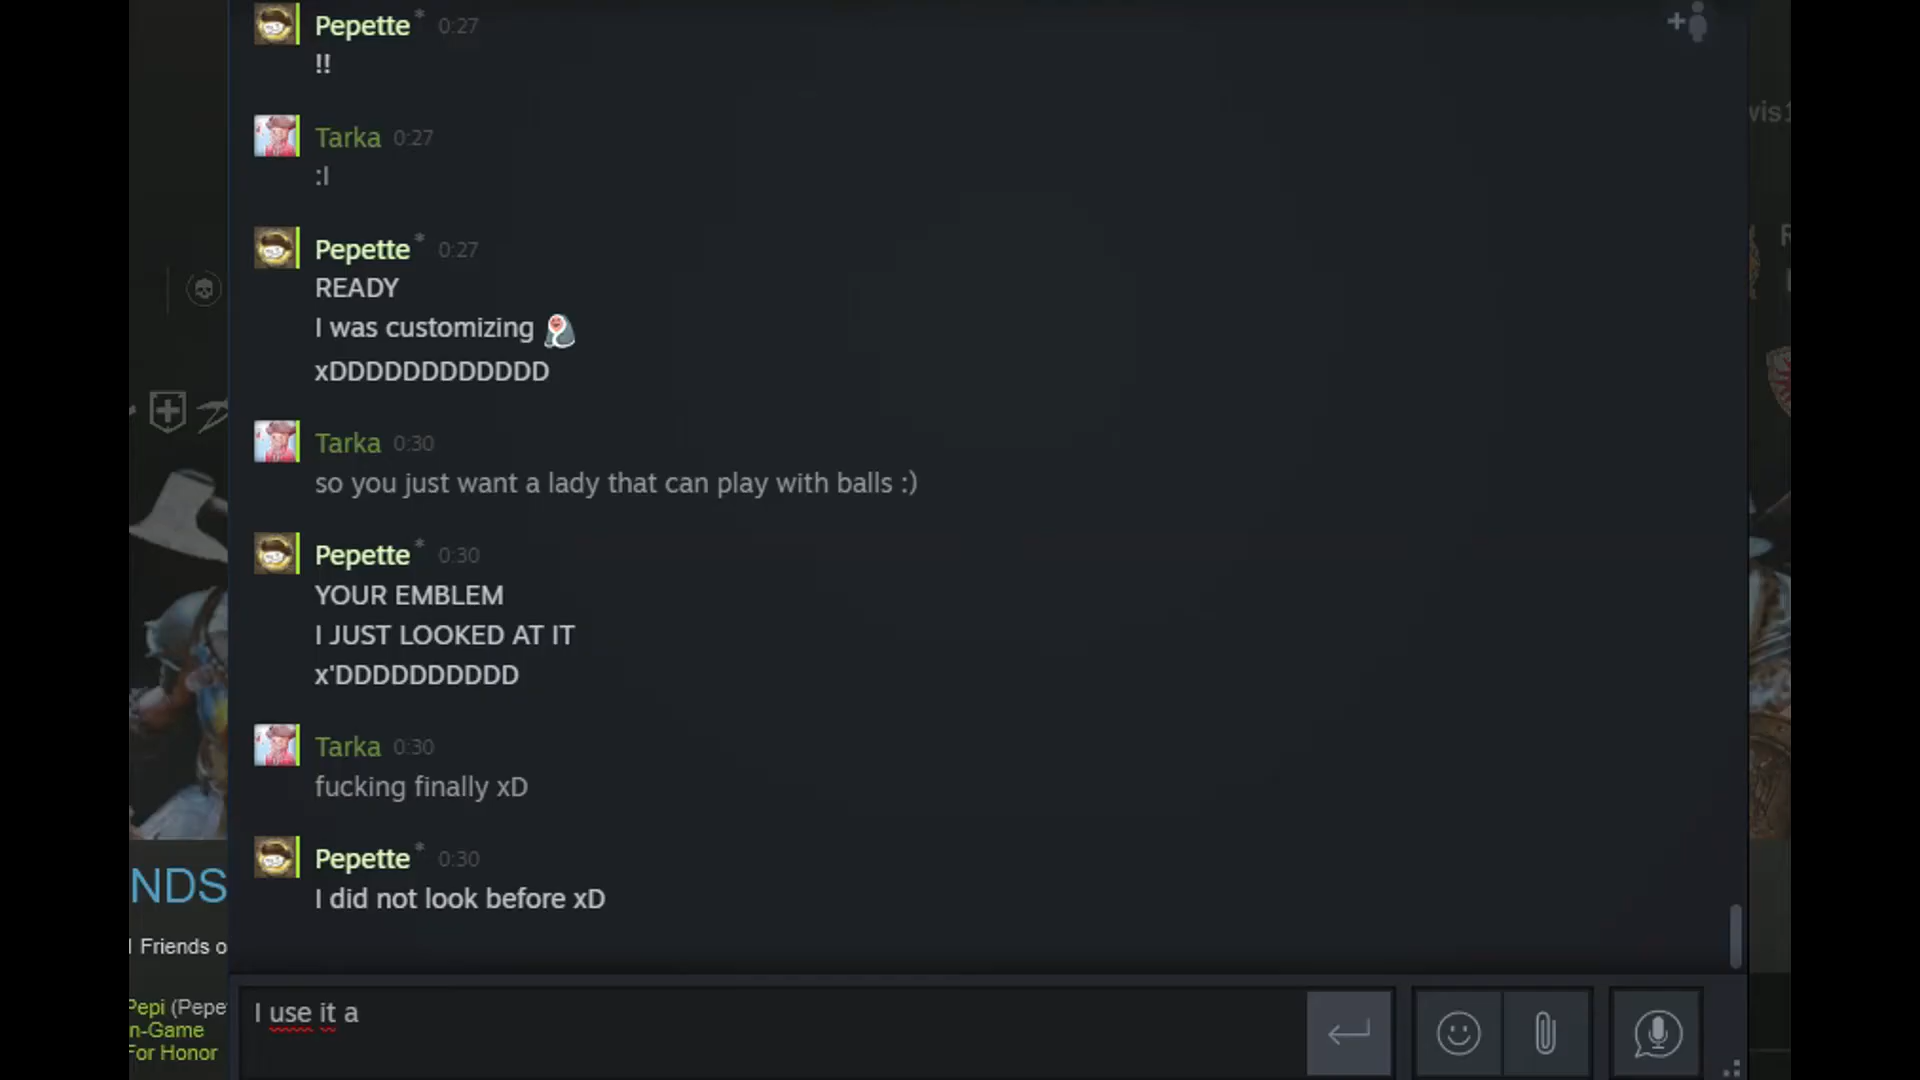 Pepette* 0:27
!!
Tarka 0:27
:I
Pepette* 0:27
READY
I was customizing
xDDDDDDDDDDDD
Tarka 0:30
so you just want a lady that can play with balls :)
Pepette* 0:30
YOUR EMBLEM
I JUST LOOKED AT IT
x'DDDDDDDDDD
Tarka 0:30
fucking finally xD
Pepette* 0:30
I did not look before xD
NDS
Friends o
Pepi (Pepe
n-Game
For Honor
I use it a